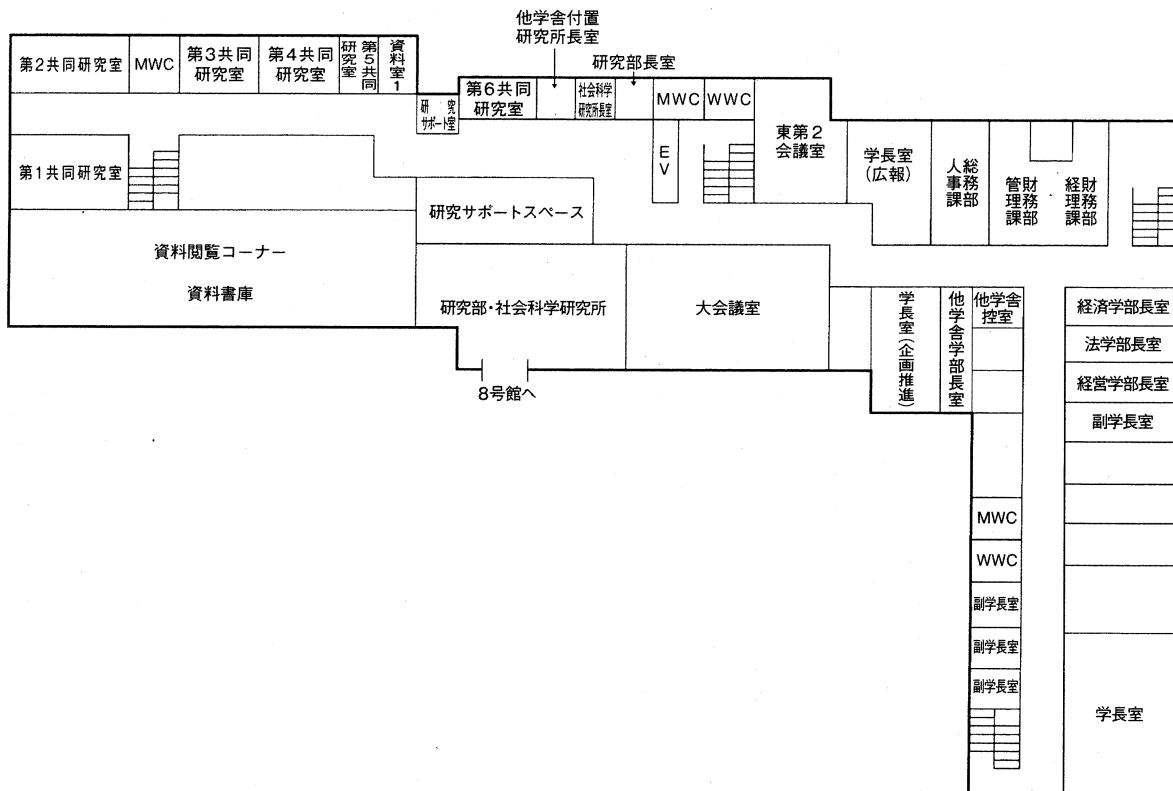 他学舎付置
研究所長室
研究部長室
第2共同研究室
MWC
第3共同
研究室
第4共同
研究室
第5共同
研究室
資料室1
研究
サポート室
第6共同
研究室
社会科学
研究所長室
MWC
WWC
東第2
会議室
EV
学長室
(広報)
総務部
人事課
財務部
管理課
財務部
経理課
第1共同研究室
研究サポートスペース
資料閲覧コーナー
資料書庫
研究部・社会科学研究所
大会議室
8号館へ
学長室(企画推進)
他学舎学部長室
他学舎
控室
経済学部長室
法学部長室
経営学部長室
副学長室
MWC
WWC
副学長室
副学長室
副学長室
学長室